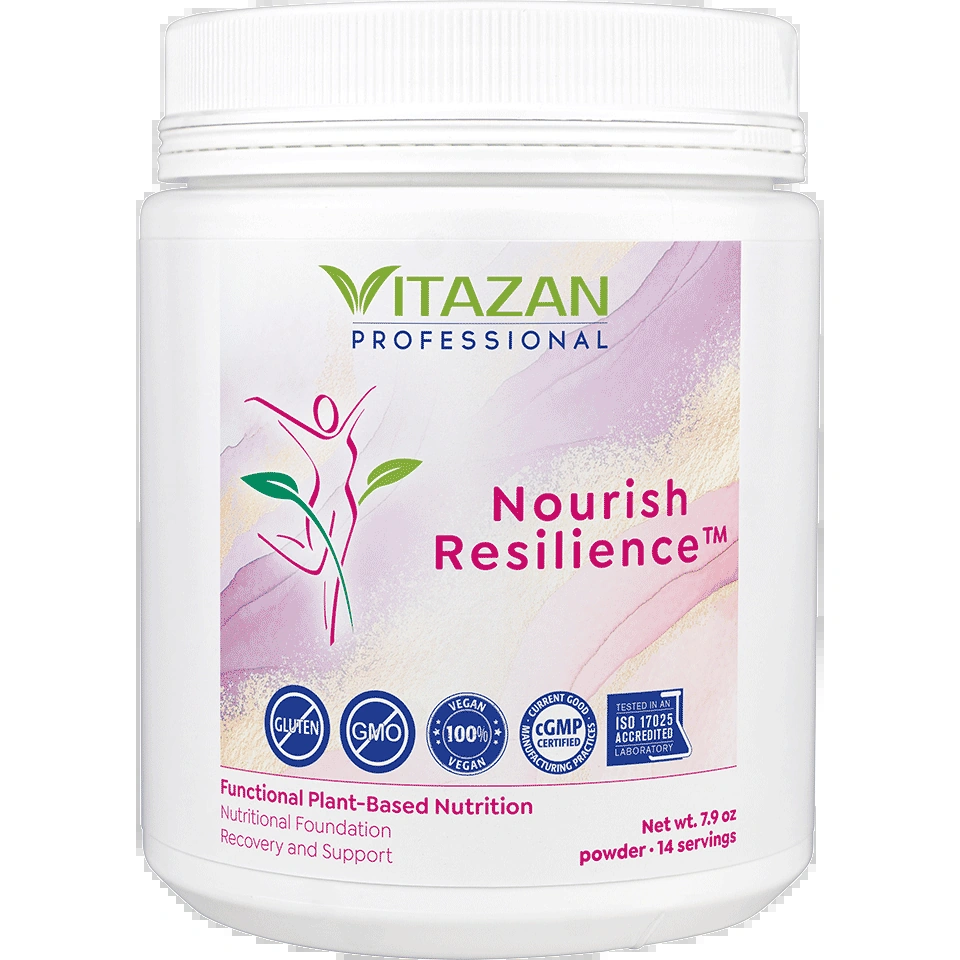 VITAZAN
PROFESSIONAL
Nourish
Resilience™
GLUTEN
GMO
VEGAN
100%
VEGAN
CURRENT GOOD
cGMP
CERTIFIED
MANUFACTURING PRACTICES
TESTED IN AN
ISO 17025
ACCREDITED
LABORATORY
Functional Plant-Based Nutrition
Nutritional Foundation
Recovery and Support
Net wt. 7.9 oz
powder · 14 servings